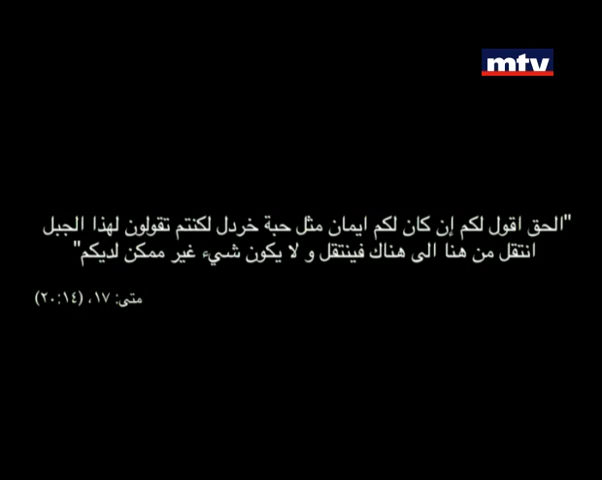 mtv
"الحق اقول لكم إن كان لكم ايمان مثل حبة خردل لكنتم تقولون لهذا الجبل
انتقل من هنا الى هناك فينتقل و لا يكون شيء غير ممكن لديكم"
متى: ١٧، (٢٠:١٤)